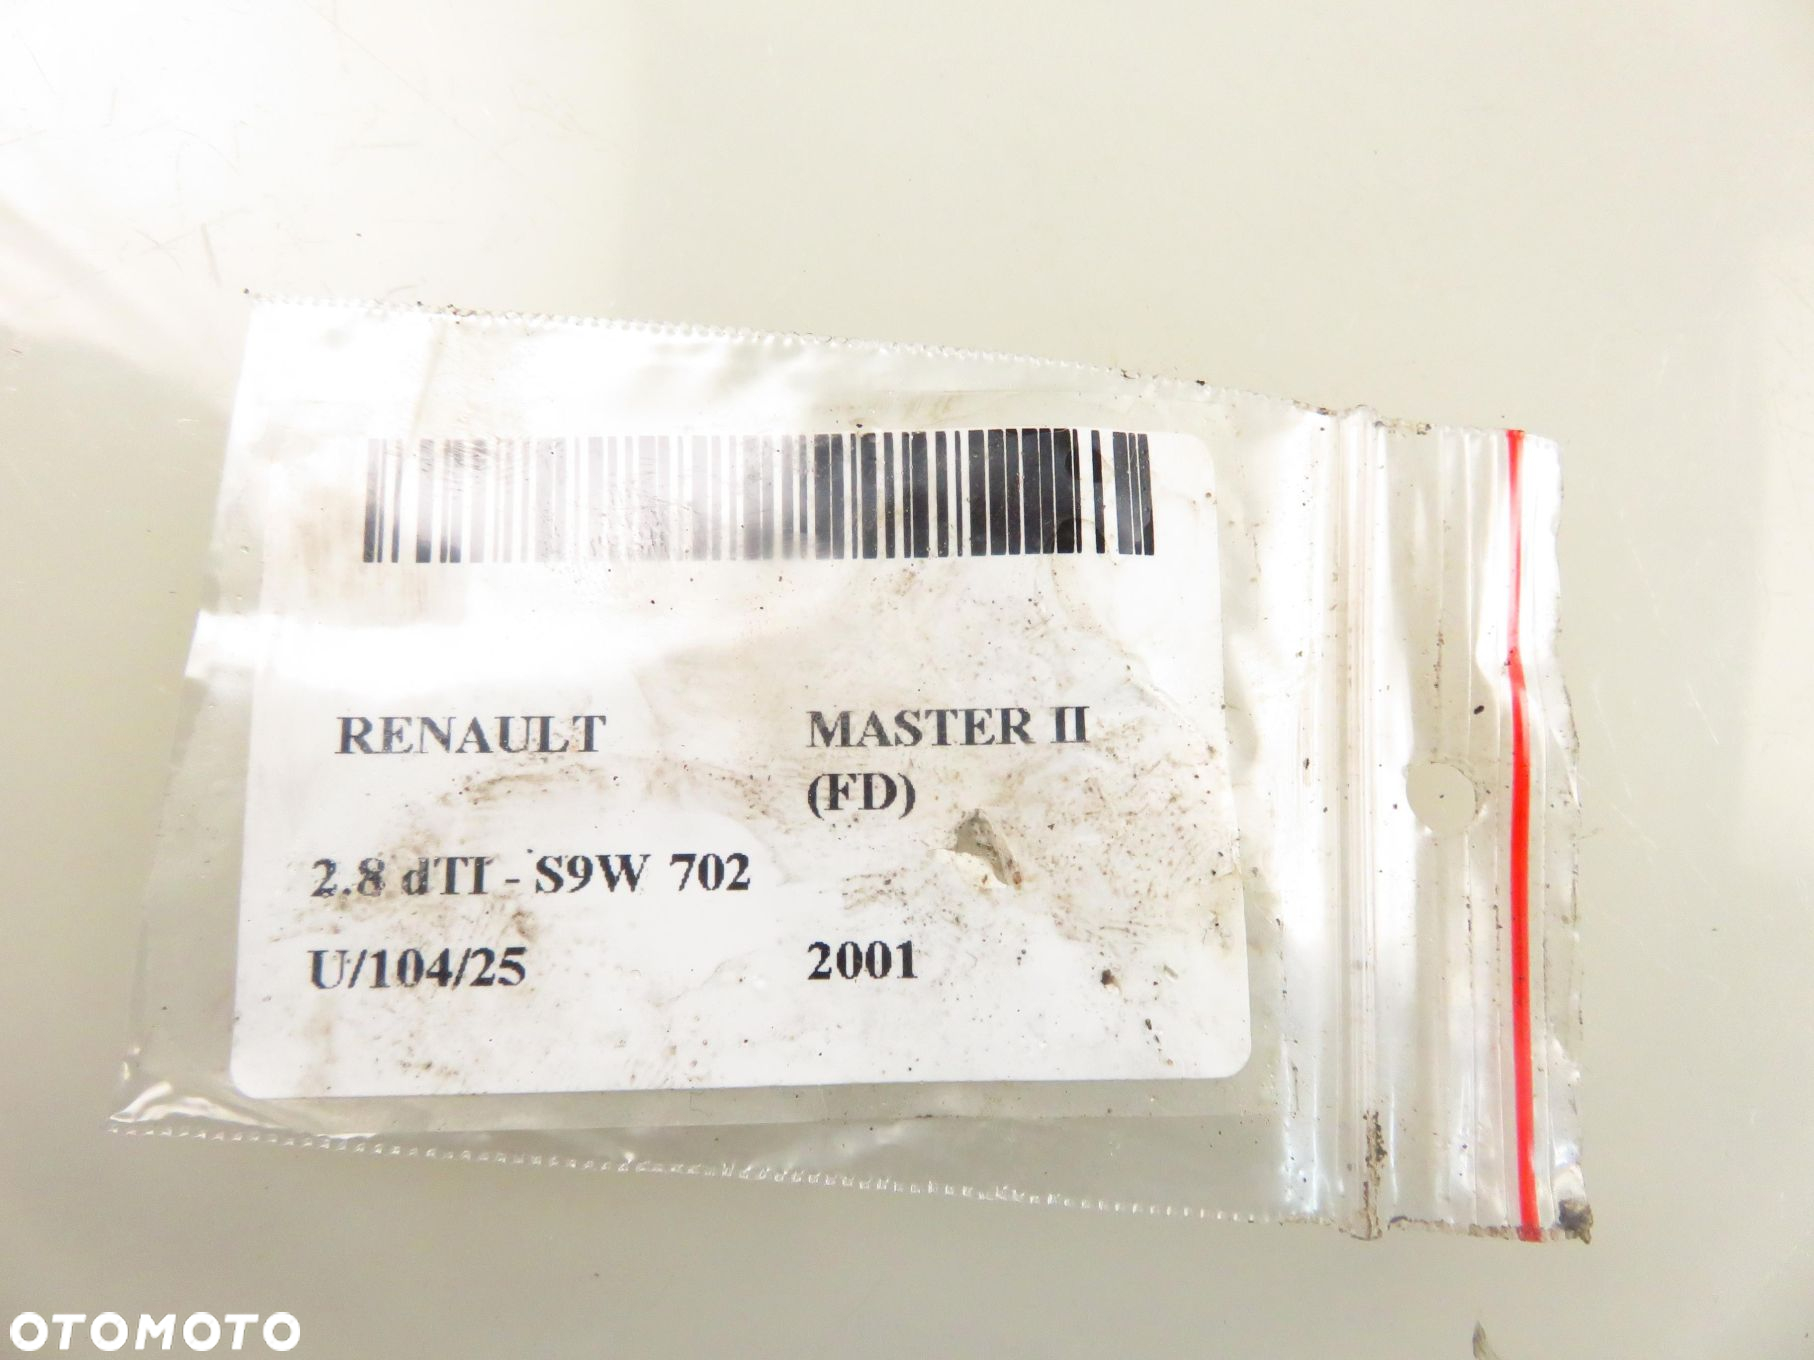 RENAULT MASTER II
(FD)
2.8 dTI - S9W 702
U/104/25 2001
OTOMOTO